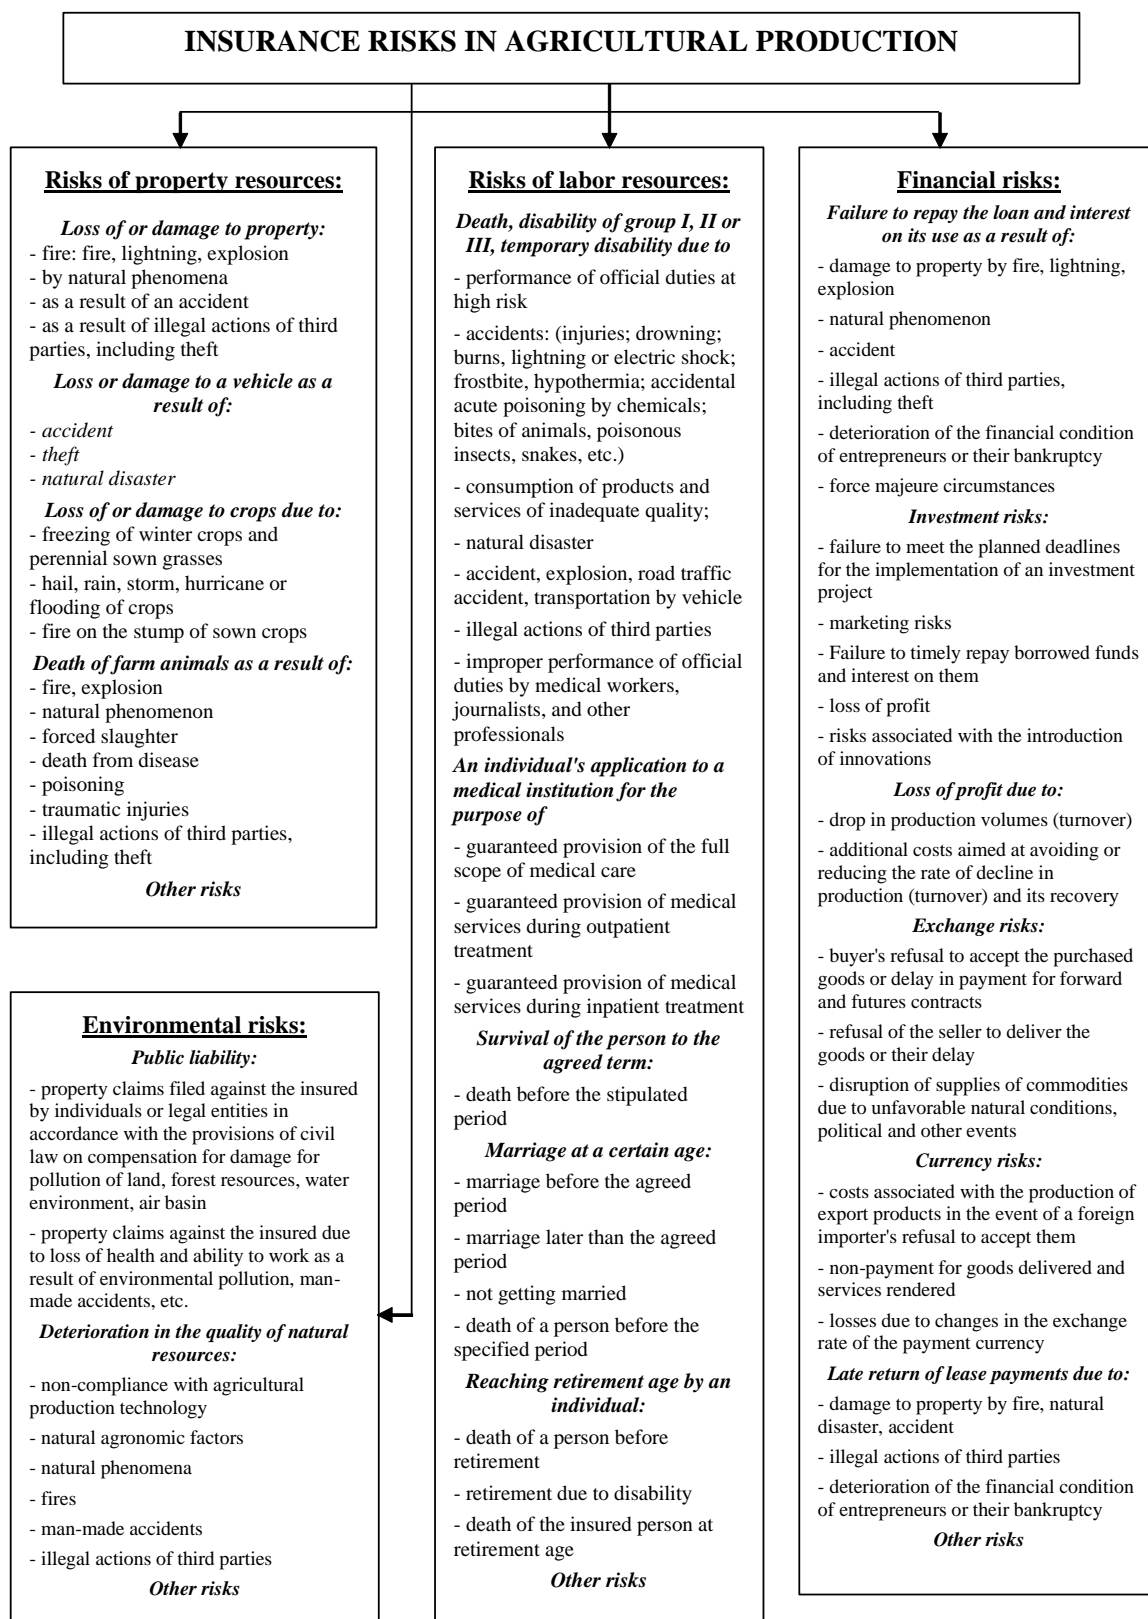 INSURANCE RISKS IN AGRICULTURAL PRODUCTION
Risks of property resources:
Loss of or damage to property:
- fire: fire, lightning, explosion
- by natural phenomena
- as a result of an accident
- as a result of illegal actions of third
parties, including theft
Loss or damage to a vehicle as a
result of:
- accident
- theft
- natural disaster
Loss of or damage to crops due to:
- freezing of winter crops and
perennial sown grasses
- hail, rain, storm, hurricane or
flooding of crops
- fire on the stump of sown crops
Death of farm animals as a result of:
- fire, explosion
- natural phenomenon
- forced slaughter
- death from disease
- poisoning
- traumatic injuries
- illegal actions of third parties,
including theft
Other risks
Environmental risks:
Public liability:
- property claims filed against the insured
by individuals or legal entities in
accordance with the provisions of civil
law on compensation for damage for
pollution of land, forest resources, water
environment, air basin
- property claims against the insured due
to loss of health and ability to work as a
result of environmental pollution, man-
made accidents, etc.
Deterioration in the quality of natural
resources:
- non-compliance with agricultural
production technology
- natural agronomic factors
- natural phenomena
- fires
- man-made accidents
- illegal actions of third parties
Other risks
Risks of labor resources:
Death, disability of group I, II or
III, temporary disability due to
- performance of official duties at
high risk
- accidents: (injuries; drowning;
burns, lightning or electric shock;
frostbite, hypothermia; accidental
acute poisoning by chemicals;
bites of animals, poisonous
insects, snakes, etc.)
- consumption of products and
services of inadequate quality;
- natural disaster
- accident, explosion, road traffic
accident, transportation by vehicle
- illegal actions of third parties
- improper performance of official
duties by medical workers,
journalists, and other
professionals
An individual's application to a
medical institution for the
purpose of
- guaranteed provision of the full
scope of medical care
- guaranteed provision of medical
services during outpatient
treatment
- guaranteed provision of medical
services during inpatient treatment
Survival of the person to the
agreed term:
- death before the stipulated
period
Marriage at a certain age:
- marriage before the agreed
period
- marriage later than the agreed
period
- not getting married
- death of a person before the
specified period
Reaching retirement age by an
individual:
- death of a person before
retirement
- retirement due to disability
- death of the insured person at
retirement age
Other risks
Financial risks:
Failure to repay the loan and interest
on its use as a result of:
- damage to property by fire, lightning,
explosion
- natural phenomenon
- accident
- illegal actions of third parties,
including theft
- deterioration of the financial condition
of entrepreneurs or their bankruptcy
- force majeure circumstances
Investment risks:
- failure to meet the planned deadlines
for the implementation of an investment
project
- marketing risks
- Failure to timely repay borrowed funds
and interest on them
- loss of profit
- risks associated with the introduction
of innovations
Loss of profit due to:
- drop in production volumes (turnover)
- additional costs aimed at avoiding or
reducing the rate of decline in
production (turnover) and its recovery
Exchange risks:
- buyer's refusal to accept the purchased
goods or delay in payment for forward
and futures contracts
- refusal of the seller to deliver the
goods or their delay
- disruption of supplies of commodities
due to unfavorable natural conditions,
political and other events
Currency risks:
- costs associated with the production of
export products in the event of a foreign
importer's refusal to accept them
- non-payment for goods delivered and
services rendered
- losses due to changes in the exchange
rate of the payment currency
Late return of lease payments due to:
- damage to property by fire, natural
disaster, accident
- illegal actions of third parties
- deterioration of the financial condition
of entrepreneurs or their bankruptcy
Other risks